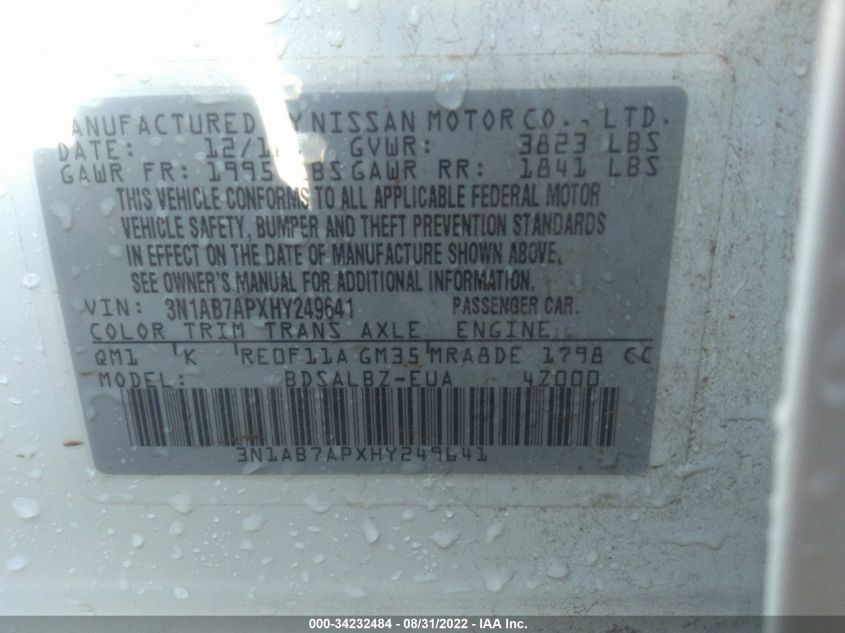 MANUFACTURED BY NISSAN MOTOR CO., LTD.
DATE: 12/1 GVWR: 3823 LBS
GAWR FR: 1995 LBS GAWR RR: 1841 LBS
THIS VEHICLE CONFORMS TO ALL APPLICABLE FEDERAL MOTOR
VEHICLE SAFETY, BUMPER AND THEFT PREVENTION STANDARDS
IN EFFECT ON THE DATE OF MANUFACTURE SHOWN ABOVE.
SEE OWNER'S MANUAL FOR ADDITIONAL INFORMATION.
VIN: 3N1AB7APXHY249641 PASSENGER CAR.
COLOR TRIM TRANS AXLE ENGINE
QM1 K RE0F11A GM35 MRA8DE 1798 CC
MODEL: BDSALBZ-EUA 4Z000
3N1AB7APXHY249641
000-34232484 - 08/31/2022 - IAA Inc.